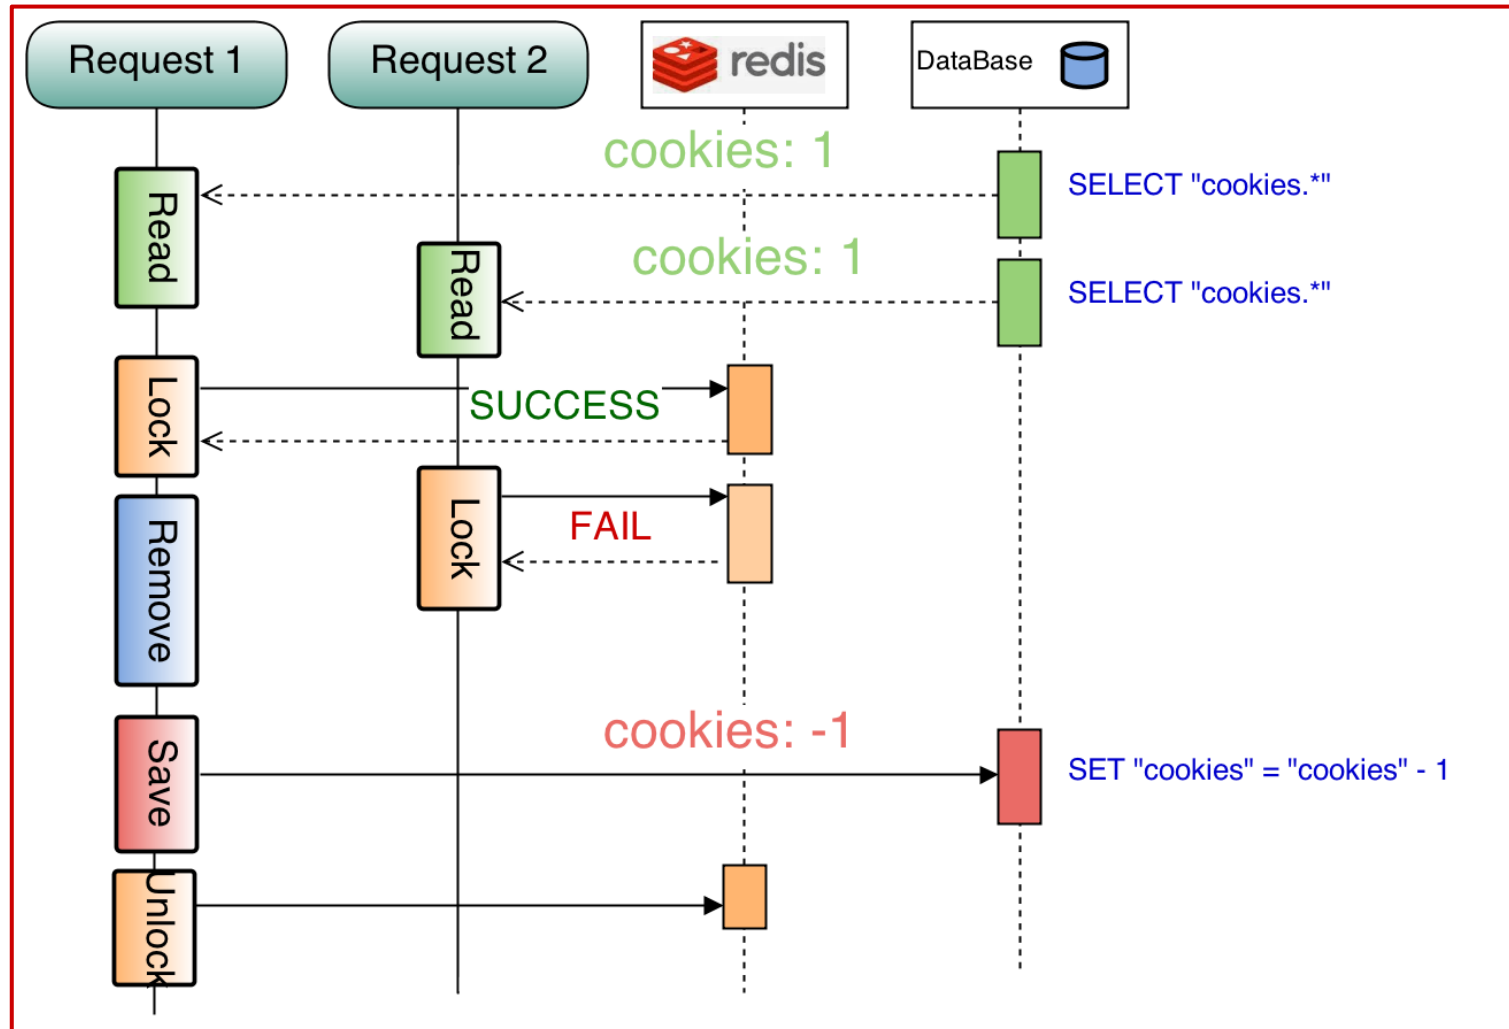 Request 1
Request 2
redis
DataBase
cookies: 1
Read
SELECT "cookies.*"
cookies: 1
Read
SELECT "cookies.*"
Lock
SUCCESS
Lock
FAIL
Remove
cookies: -1
Save
SET "cookies" = "cookies" - 1
Unlock